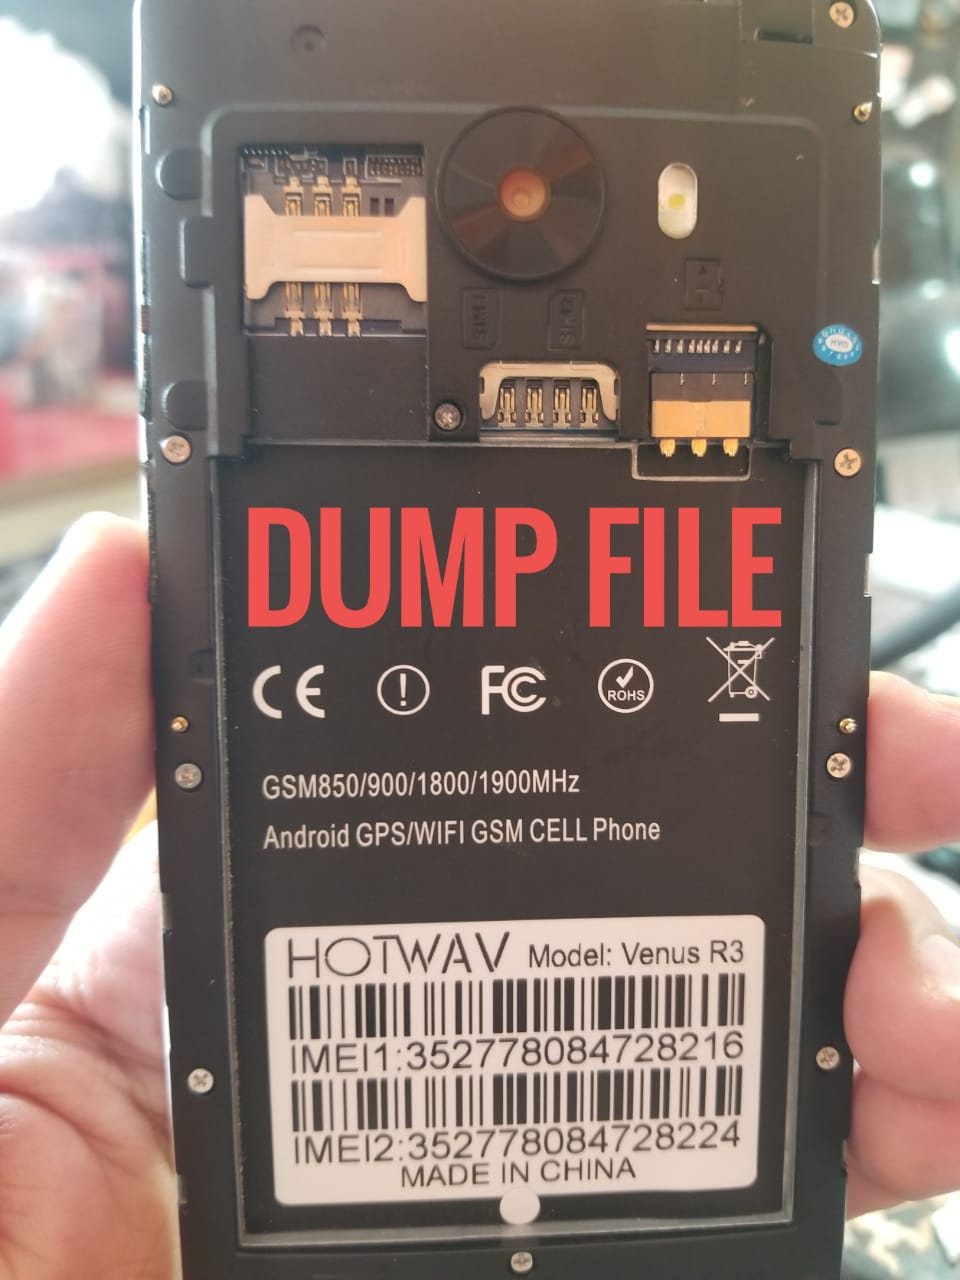 SIM1
SIM2
HWD
DUMP FILE
CE
FC
ROHS
GSM850/900/1800/1900MHz
Android GPS/WIFI GSM CELL Phone
HOTWAV Model: Venus R3
IMEI1:352778084728216
IMEI2:352778084728224
MADE IN CHINA